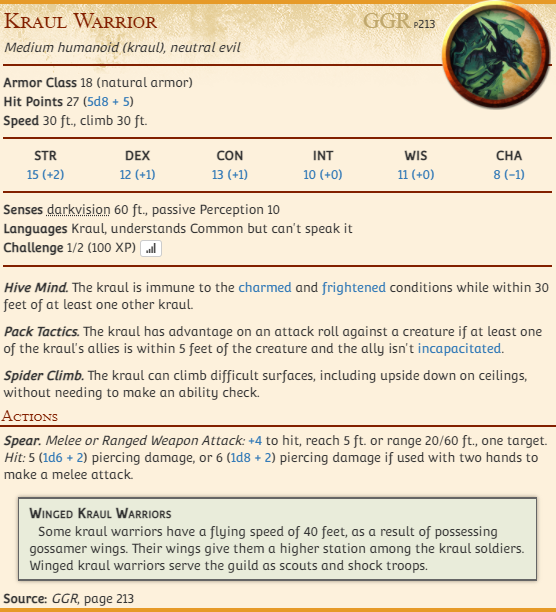 Kraul Warrior GGR p213
Medium humanoid (kraul), neutral evil
Armor Class 18 (natural armor)
Hit Points 27 (5d8 + 5)
Speed 30 ft., climb 30 ft.
STR DEX CON INT WIS CHA
15 (+2) 12 (+1) 13 (+1) 10 (+0) 11 (+0) 8 (−1)
Senses darkvision 60 ft., passive Perception 10
Languages Kraul, understands Common but can't speak it
Challenge 1/2 (100 XP)
Hive Mind. The kraul is immune to the charmed and frightened conditions while within 30
feet of at least one other kraul.
Pack Tactics. The kraul has advantage on an attack roll against a creature if at least one
of the kraul's allies is within 5 feet of the creature and the ally isn't incapacitated.
Spider Climb. The kraul can climb difficult surfaces, including upside down on ceilings,
without needing to make an ability check.
Actions
Spear. Melee or Ranged Weapon Attack: +4 to hit, reach 5 ft. or range 20/60 ft., one target.
Hit: 5 (1d6 + 2) piercing damage, or 6 (1d8 + 2) piercing damage if used with two hands to
make a melee attack.
Winged Kraul Warriors
Some kraul warriors have a flying speed of 40 feet, as a result of possessing
gossamer wings. Their wings give them a higher station among the kraul soldiers.
Winged kraul warriors serve the guild as scouts and shock troops.
Source: GGR, page 213